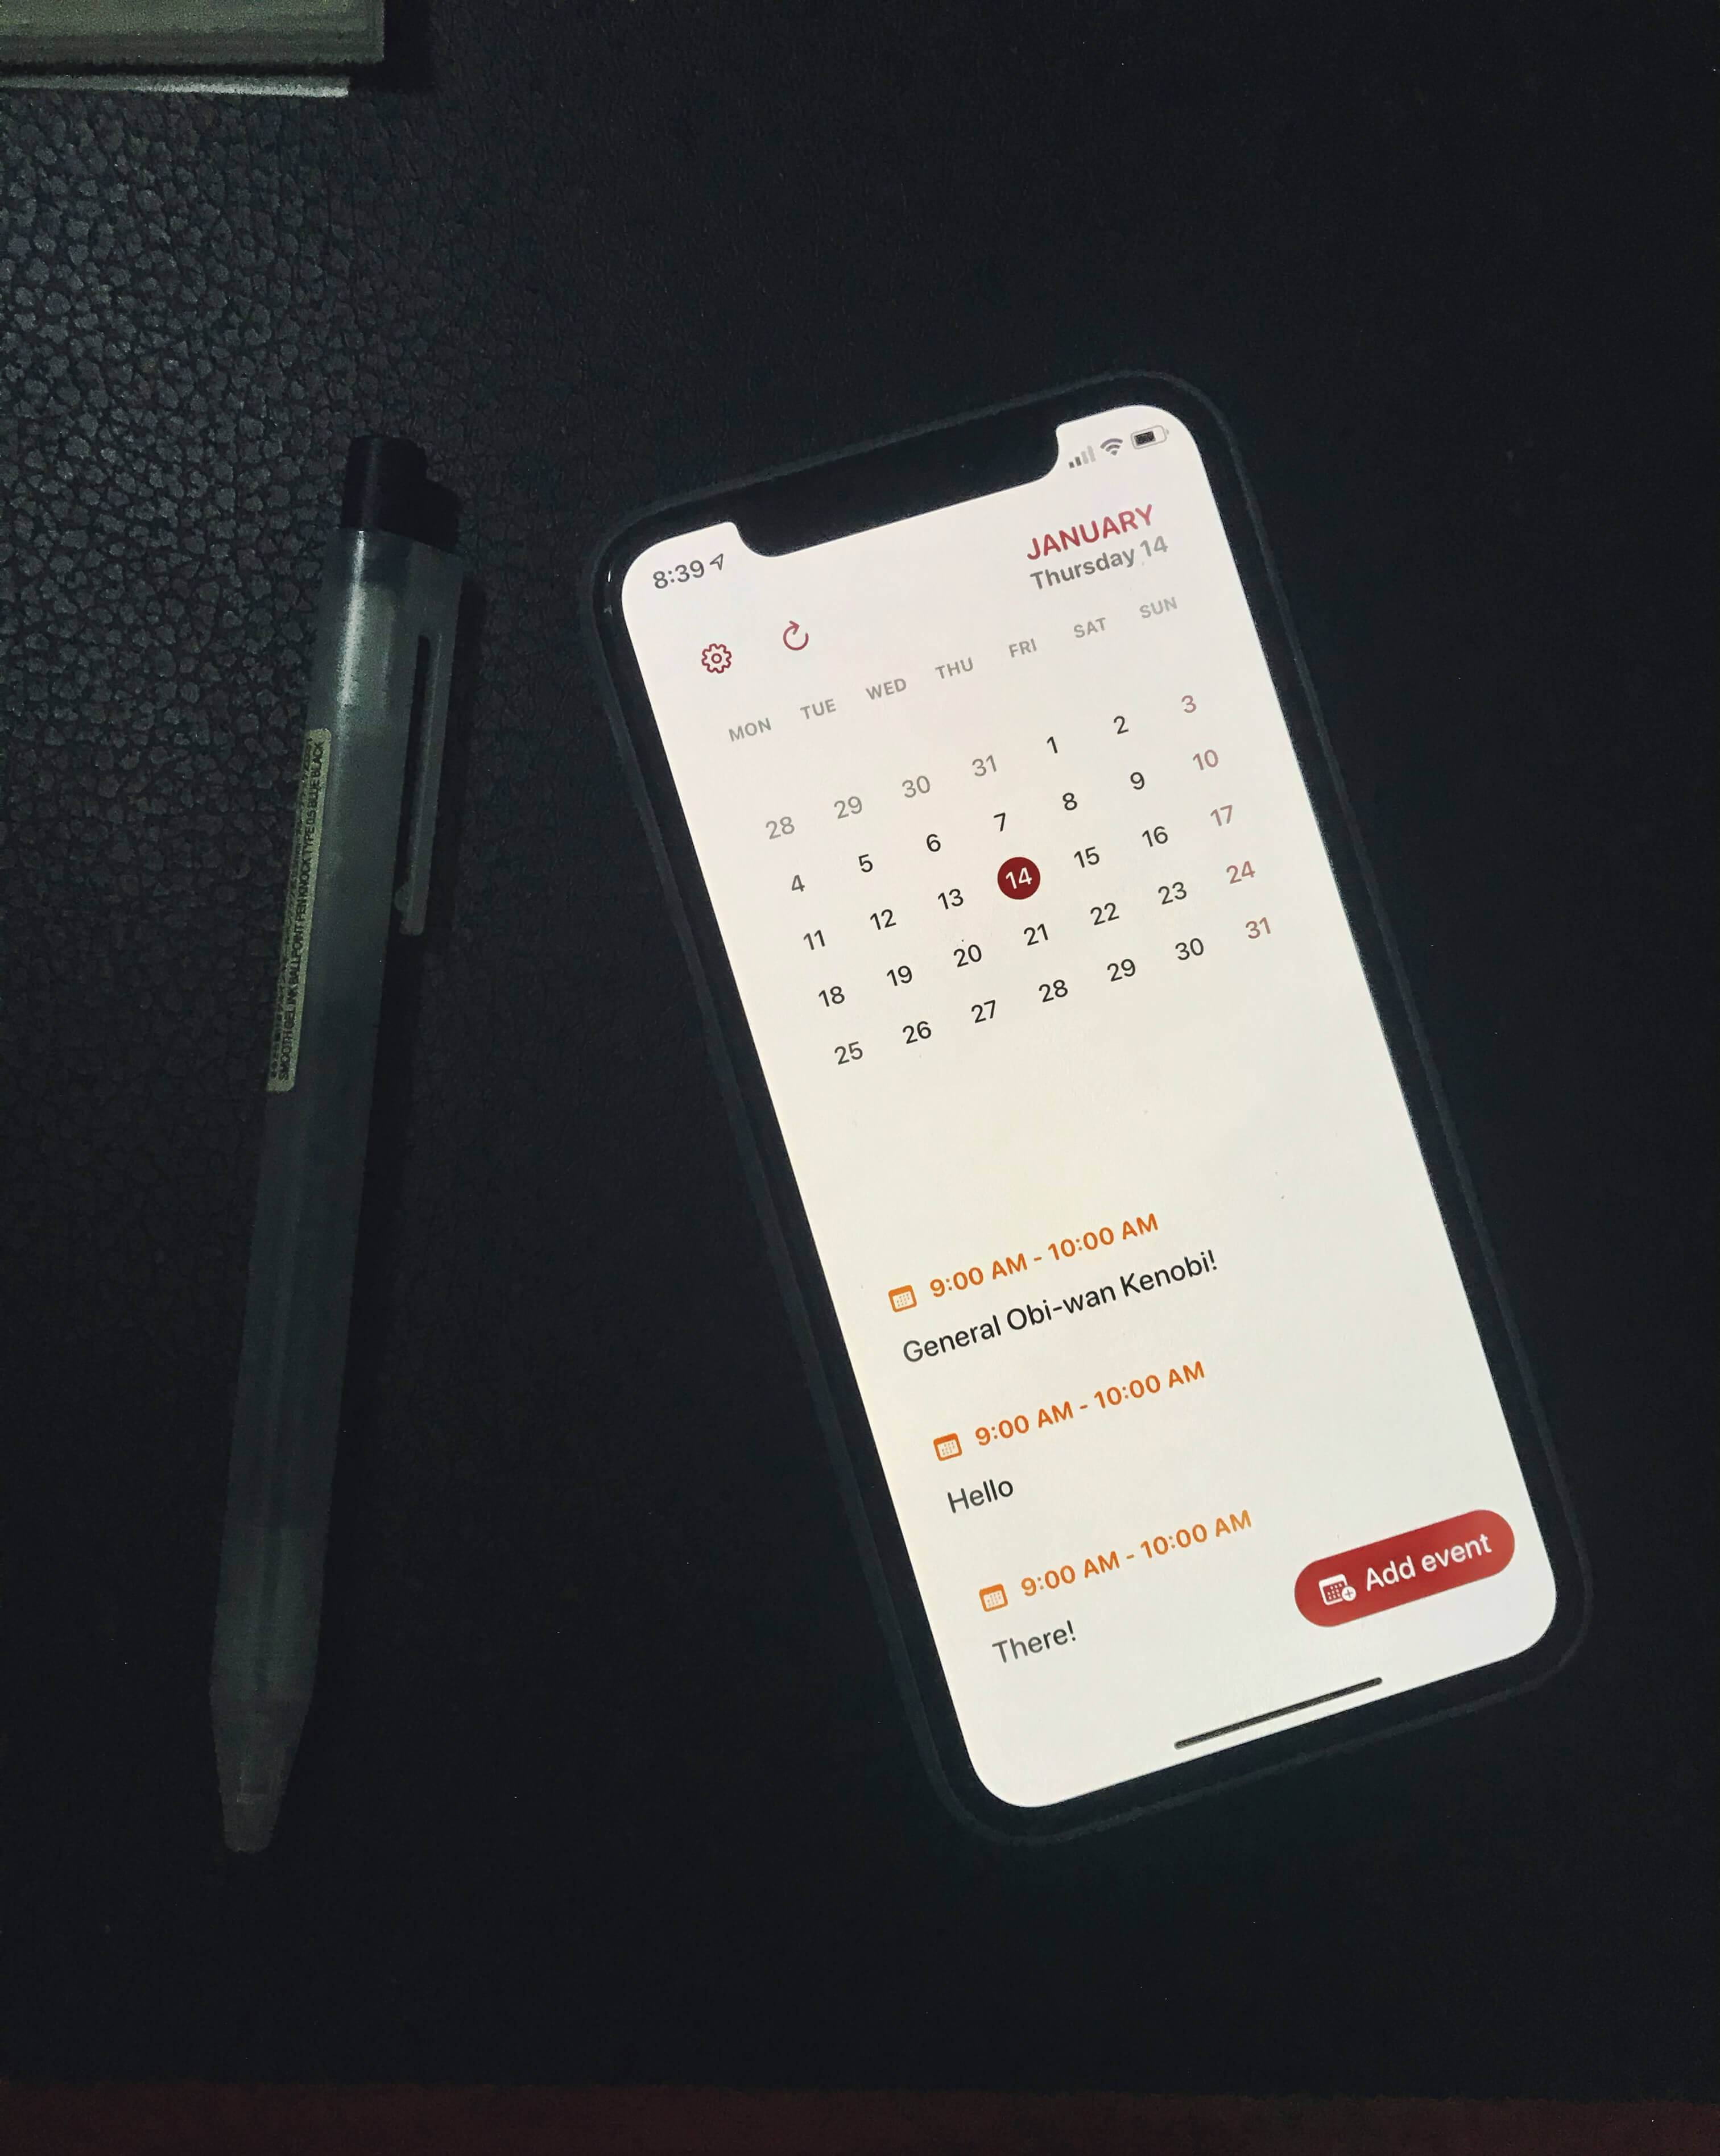 8:39
JANUARY
Thursday 14
MON TUE WED THU FRI SAT SUN
28 29 30 31 1 2 3
4 5 6 7 8 9 10
11 12 13 14 15 16 17
18 19 20 21 22 23 24
25 26 27 28 29 30 31
9:00 AM - 10:00 AM
General Obi-wan Kenobi!
9:00 AM - 10:00 AM
Hello
9:00 AM - 10:00 AM
There!
Add event
SMOOTH GEL INK BALLPOINT PEN KNOCK TYPE 0.5 BLUE BLACK